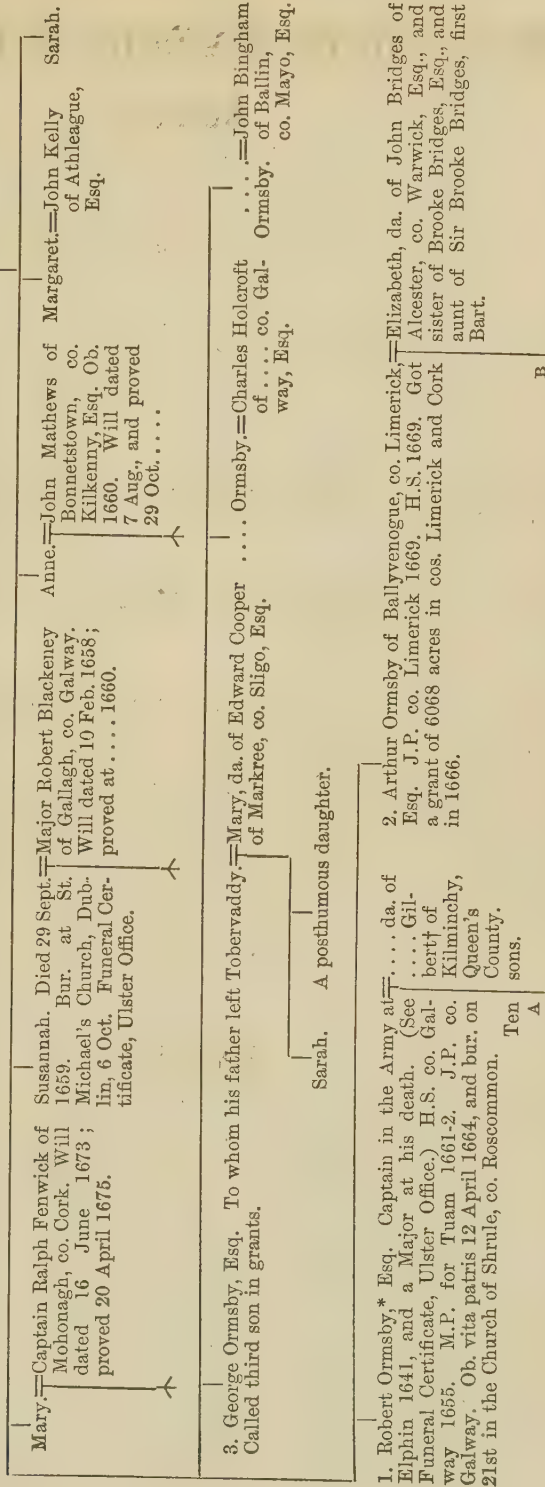 Mary.=Captain Ralph Fenwick of
Mohonagh, co. Cork. Will
dated 16 June 1673;
proved 20 April 1675.
Susannah. Died 29 Sept.=Major Robert Blackeney
1659. Bur. at St.
Michael's Church, Dub-
lin, 6 Oct. Funeral Cer-
tificate, Ulster Office.
of Gallagh, co. Galway.
Will dated 10 Feb. 1658;
proved at .... 1660.
Anne.=John Mathews of
Bonnetstown, co.
Kilkenny, Esq. Ob.
1660. Will dated
7 Aug., and proved
29 Oct. ....
Margaret.=John Kelly
of Athleague,
Esq.
Sarah.
3. George Ormsby, Esq. To whom his father left Tobervaddy.=Mary, da. of Edward Cooper
Called third son in grants.
of Markree, co. Sligo, Esq.
.... Ormsby.=Charles Holcroft
of .... co. Gal-
way, Esq.
.... =John Bingham
Ormsby. of Ballin,
co. Mayo, Esq.
Sarah. A posthumous daughter.
1. Robert Ormsby,* Esq. Captain in the Army at=.... da. of
Elphin 1641, and a Major at his death. (See
Funeral Certificate, Ulster Office.) H.S. co. Gal-
way 1655. M.P. for Tuam 1661-2. J.P. co.
Galway. Ob. vita patris 12 April 1664, and bur. on
21st in the Church of Shrule, co. Roscommon.
.... Gil-
bert† of
Kilminchy,
Queen's
County.
Ten sons.
A
2. Arthur Ormsby of Ballyvenogue, co. Limerick,=Elizabeth, da. of John Bridges of
Esq. J.P. co. Limerick 1669. H.S. 1669. Got
a grant of 6068 acres in cos. Limerick and Cork
in 1666.
Alcester, co. Warwick, Esq., and
sister of Brooke Bridges, Esq., and
aunt of Sir Brooke Bridges, first
Bart.
B